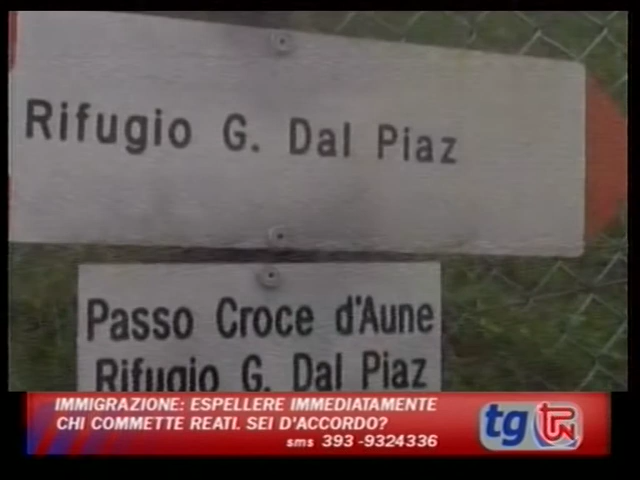 Rifugio G. Dal Piaz
Passo Croce d'Aune
Rifugio G. Dal Piaz
IMMIGRAZIONE: ESPELLERE IMMEDIATAMENTE
CHI COMMETTE REATI. SEI D'ACCORDO?
sms 393 -9324336
tg TPN